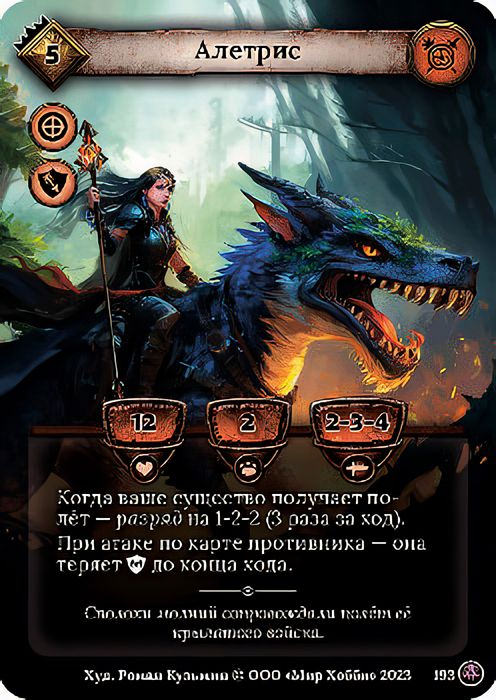 5
Алетрис
12
2
2-3-4
Когда ваше существо получает по-
лёт — разряд на 1-2-2 (3 раза за ход).
При атаке по карте противника — она
теряет до конца хода.
Сполохи молний сопровождали полёт её
крылатого войска.
Худ. Роман Кузьмин © ООО «Мир Хобби» 2023 193